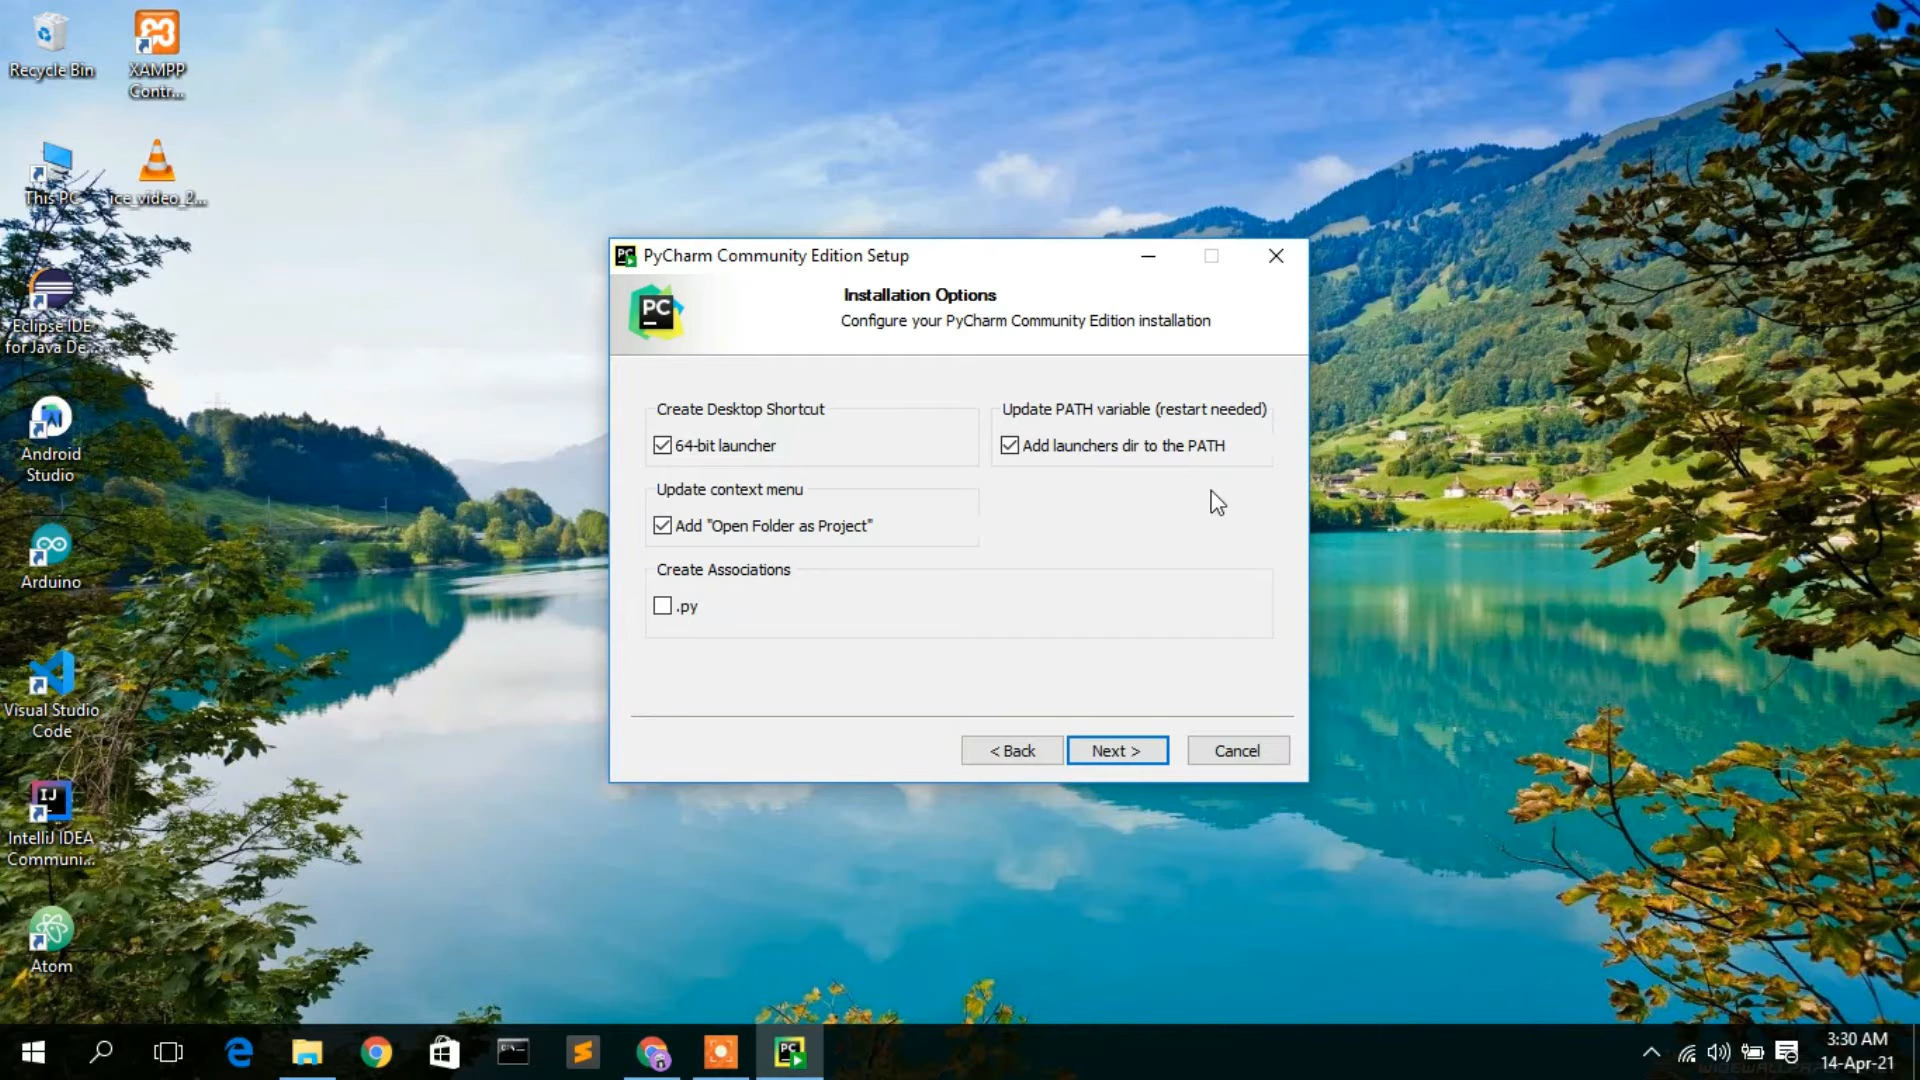 Recycle Bin
XAMPP
Contr...
This PC
ice_video_2...
Eclipse IDE
for Java De...
Android
Studio
Arduino
Visual Studio
Code
IJ
IntelliJ IDEA
Communi...
Atom
PC
PyCharm Community Edition Setup
PC
Installation Options
Configure your PyCharm Community Edition installation
Create Desktop Shortcut
64-bit launcher
Update PATH variable (restart needed)
Add launchers dir to the PATH
Update context menu
Add "Open Folder as Project"
Create Associations
.py
< Back
Next >
Cancel
PC
3:30 AM
14-Apr-21